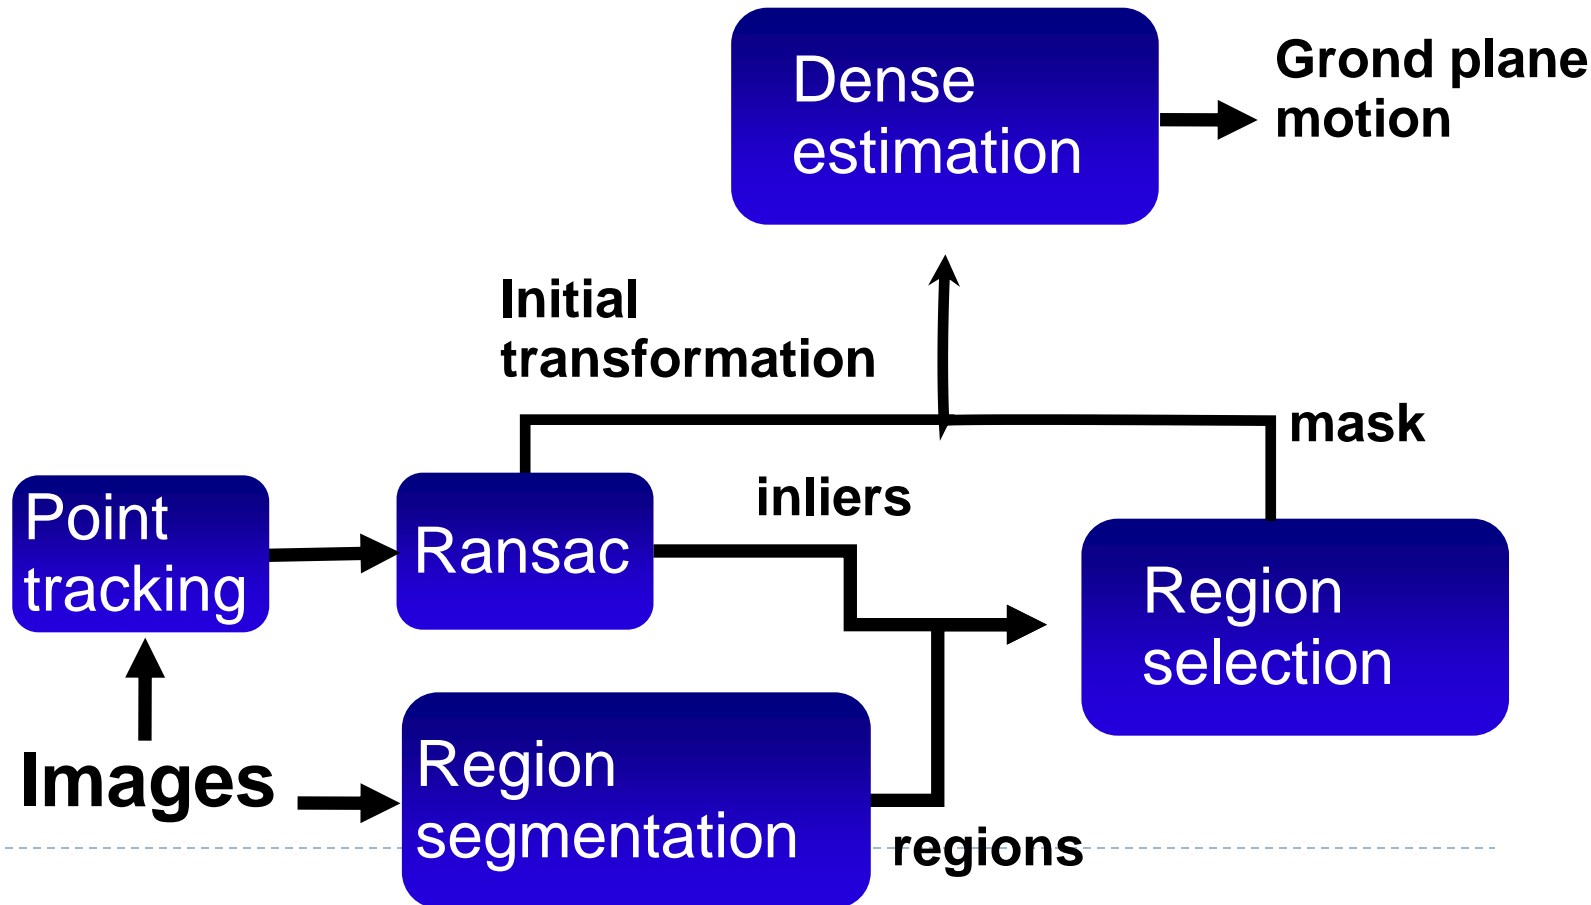 Dense
estimation
Grond plane
motion
Initial
transformation
mask
Point
tracking
Ransac
inliers
Region
selection
Images
Region
segmentation
regions